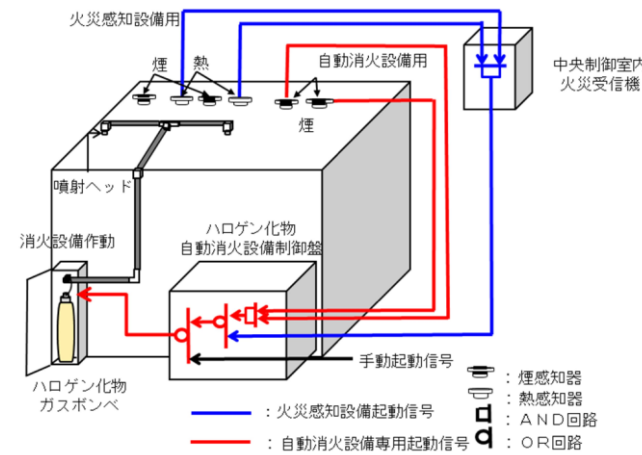 火災感知設備用
煙
熱
自動消火設備用
煙
中央制御室内
火災受信機
噴射ヘッド
消火設備作動
ハロゲン化物
自動消火設備制御盤
手動起動信号
ハロゲン化物
ガスボンベ
：火災感知設備起動信号
：自動消火設備専用起動信号
：煙感知器
：熱感知器
：ＡＮＤ回路
：ＯＲ回路